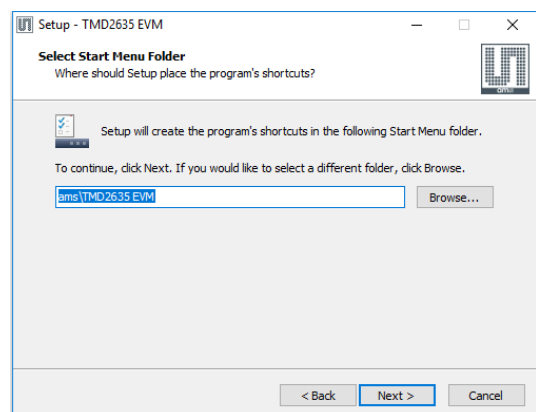 Setup - TMD2635 EVM
Select Start Menu Folder
Where should Setup place the program's shortcuts?
am
Setup will create the program's shortcuts in the following Start Menu folder.
To continue, click Next. If you would like to select a different folder, click Browse.
ams\TMD2635 EVM
Browse...
< Back
Next >
Cancel